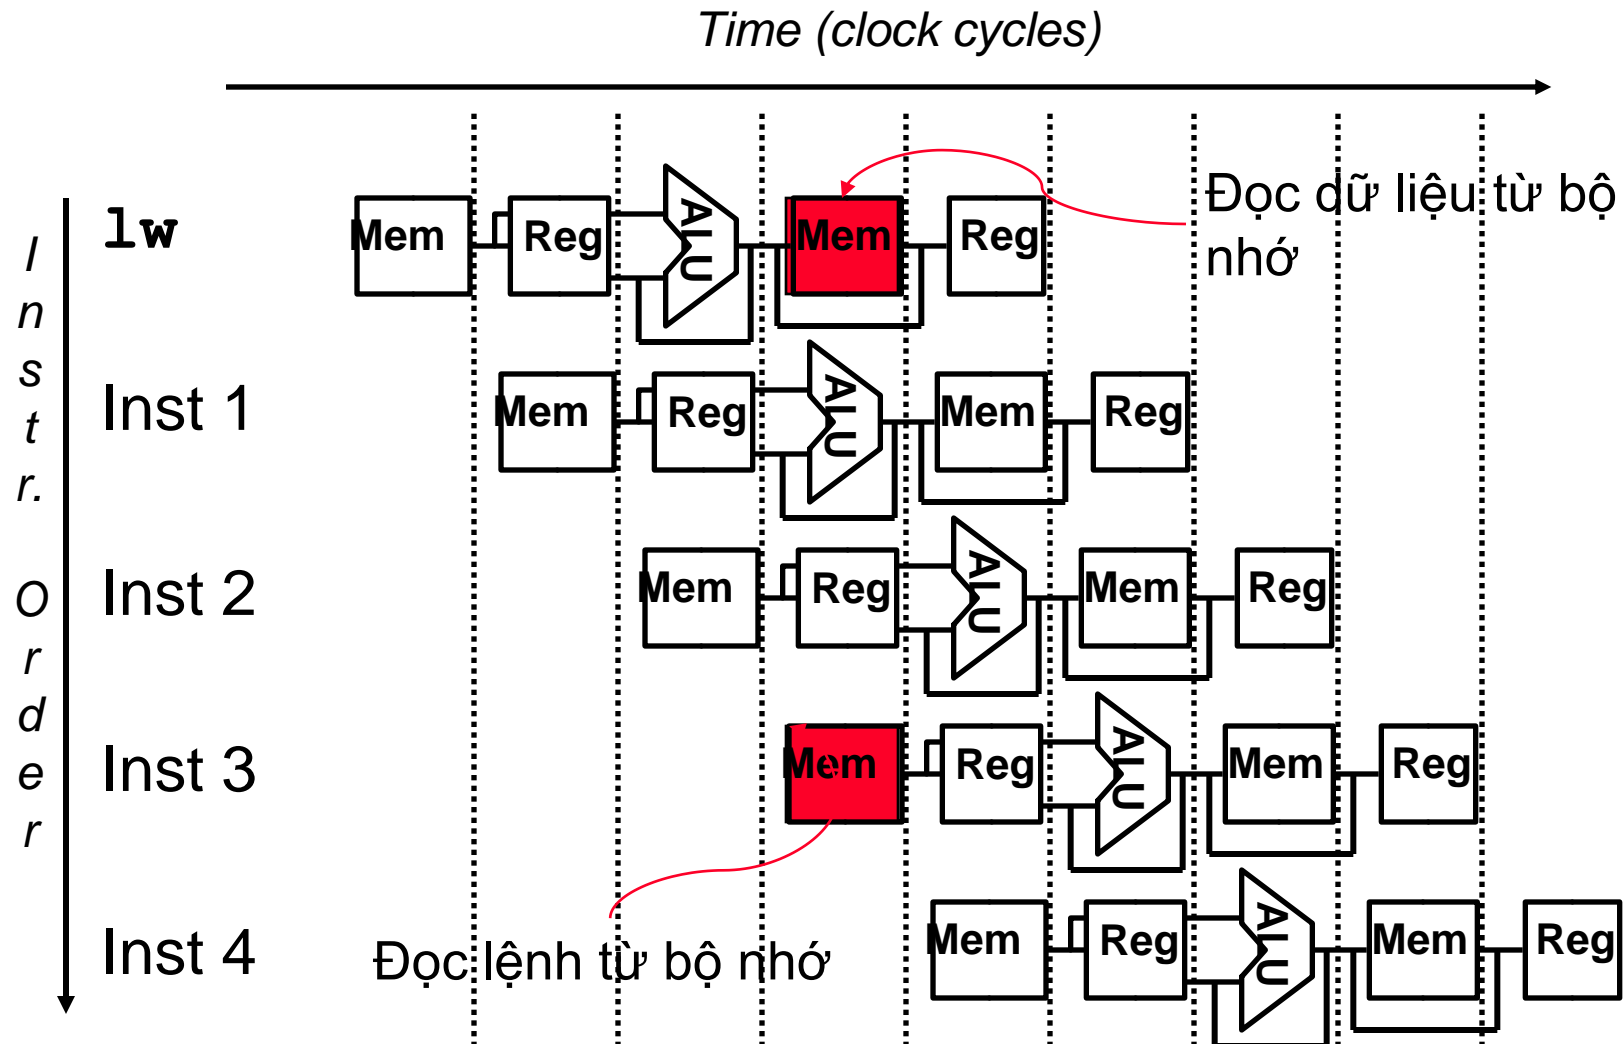 Time (clock cycles)
Instr. Order
lw
Mem Reg ALU Mem Reg
Đọc dữ liệu từ bộ
nhớ
Inst 1
Mem Reg ALU Mem Reg
Inst 2
Mem Reg ALU Mem Reg
Inst 3
Mem Reg ALU Mem Reg
Inst 4
Mem Reg ALU Mem Reg
Đọc lệnh từ bộ nhớ